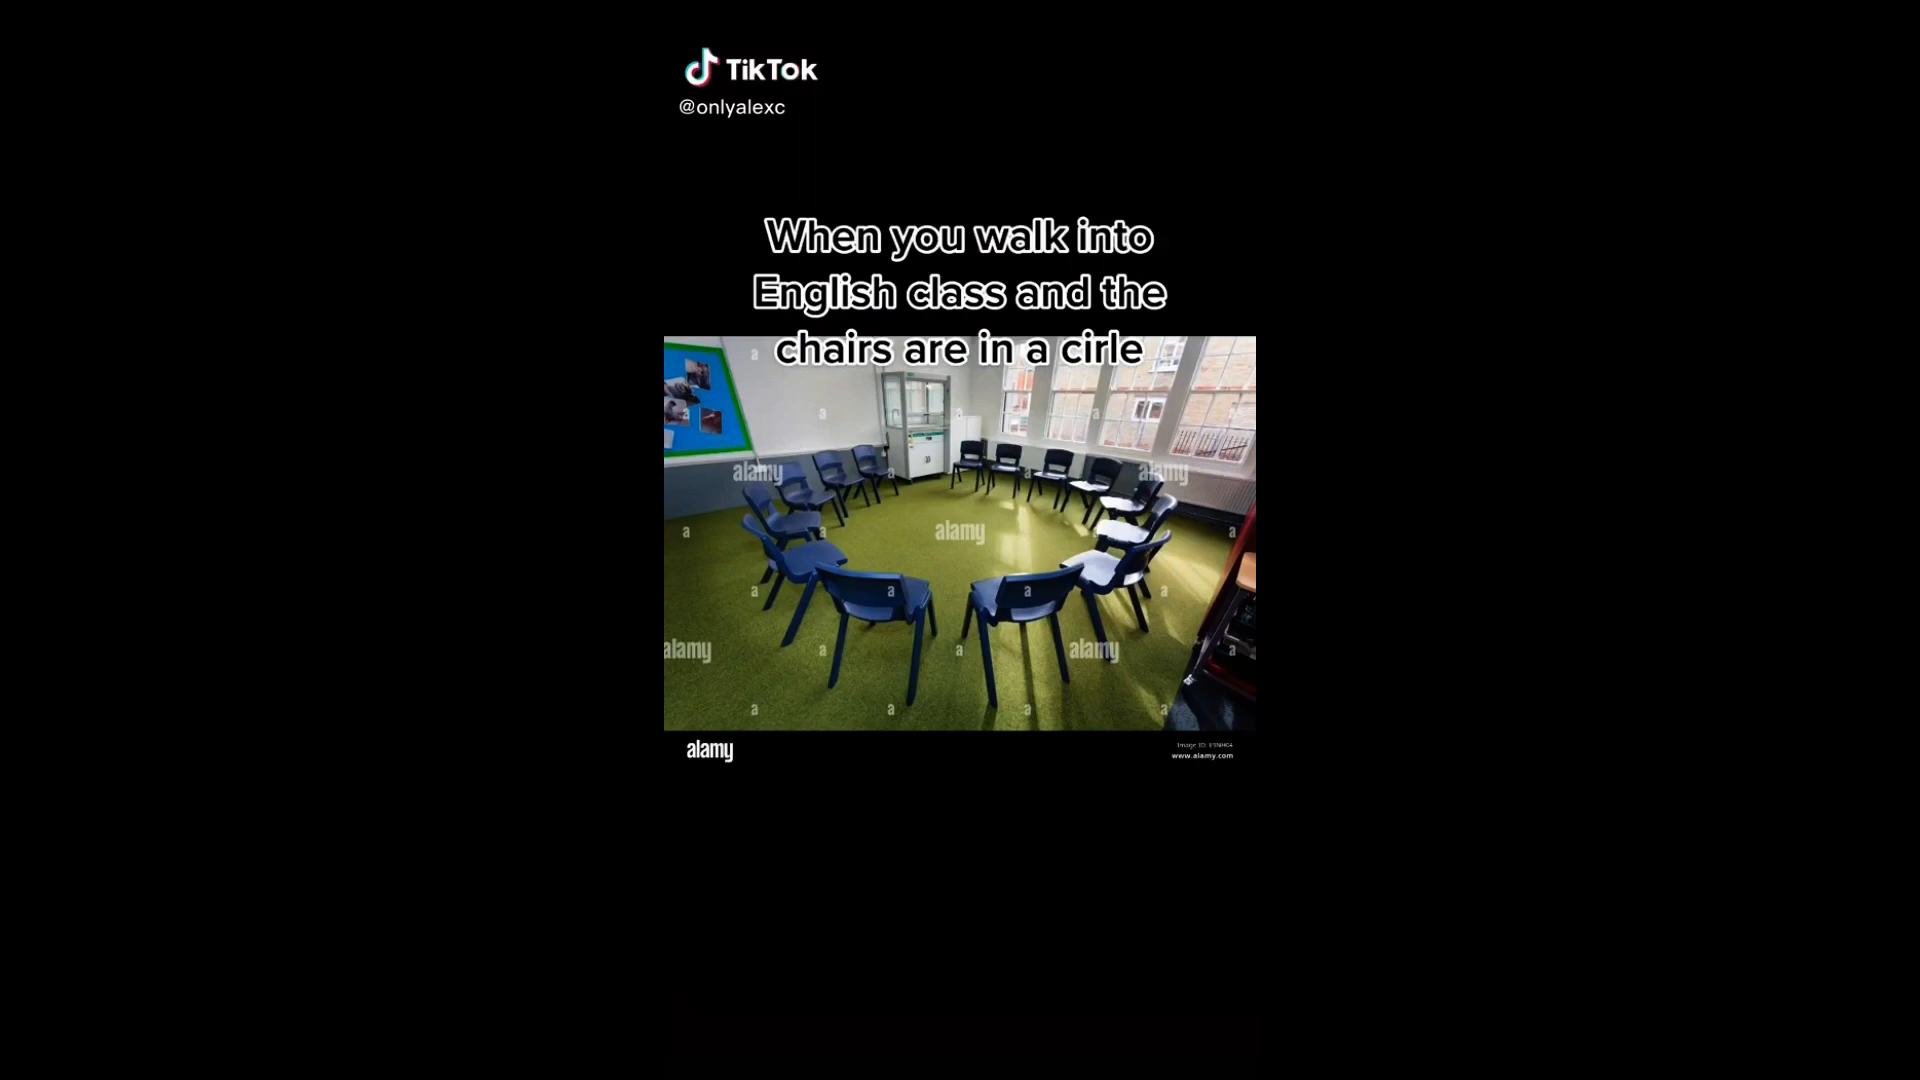 TikTok
@onlyalexc
When you walk into
English class and the
chairs are in a cirle
a
a
a
a
a
alamy
a
a
alamy
a
a
alamy
a
a
a
a
a
a
alamy
a
a
alamy
a
a
a
a
a
alamy
www.alamy.com